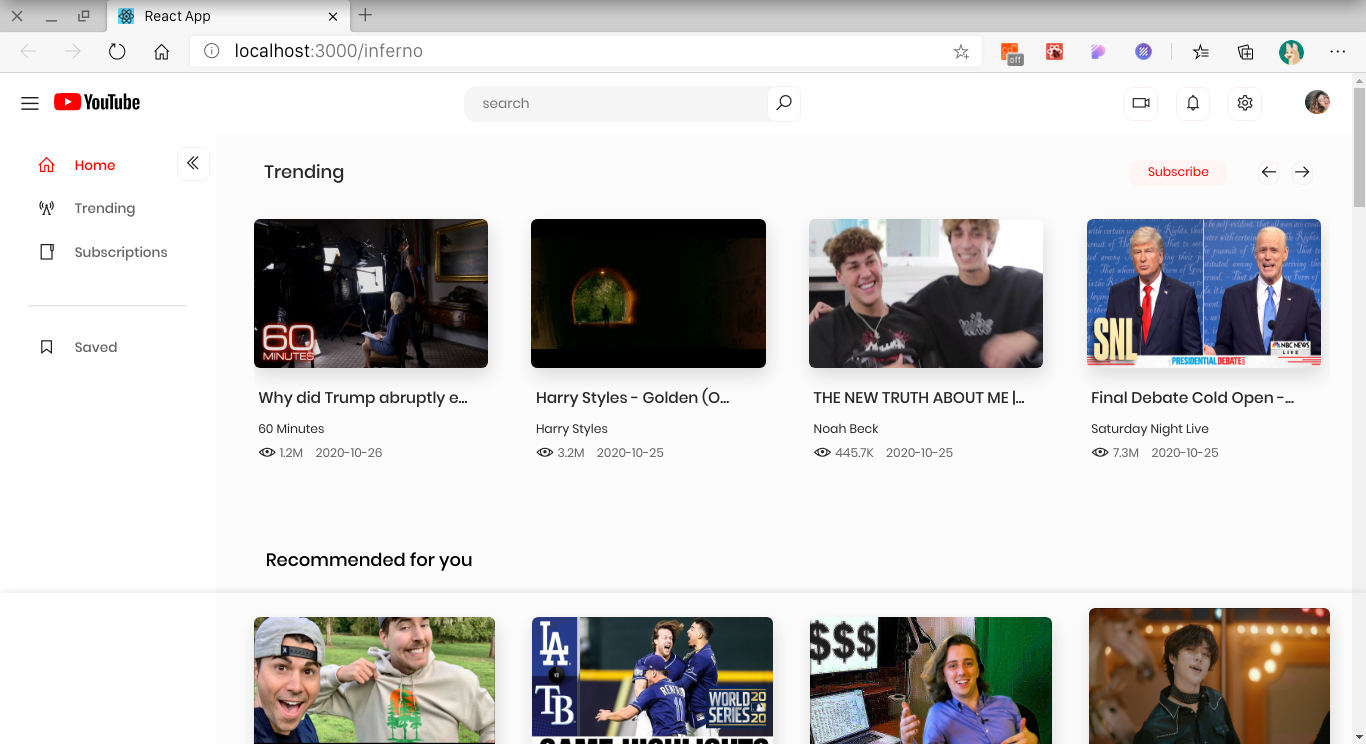 React App
localhost:3000/inferno
off
YouTube
search
Home
Trending
Subscriptions
Saved
Trending
Subscribe
60
MINUTES
SNL
NBC NEWS
LIVE
PRESIDENTIAL DEBATE
Why did Trump abruptly e...
Harry Styles - Golden (O...
THE NEW TRUTH ABOUT ME |...
Final Debate Cold Open -...
60 Minutes
Harry Styles
Noah Beck
Saturday Night Live
1.2M 2020-10-26
3.2M 2020-10-25
445.7K 2020-10-25
7.3M 2020-10-25
Recommended for you
LA
VS
TB
WORLD
SERIES
2020
GAME HIGHLIGHTS
$$$